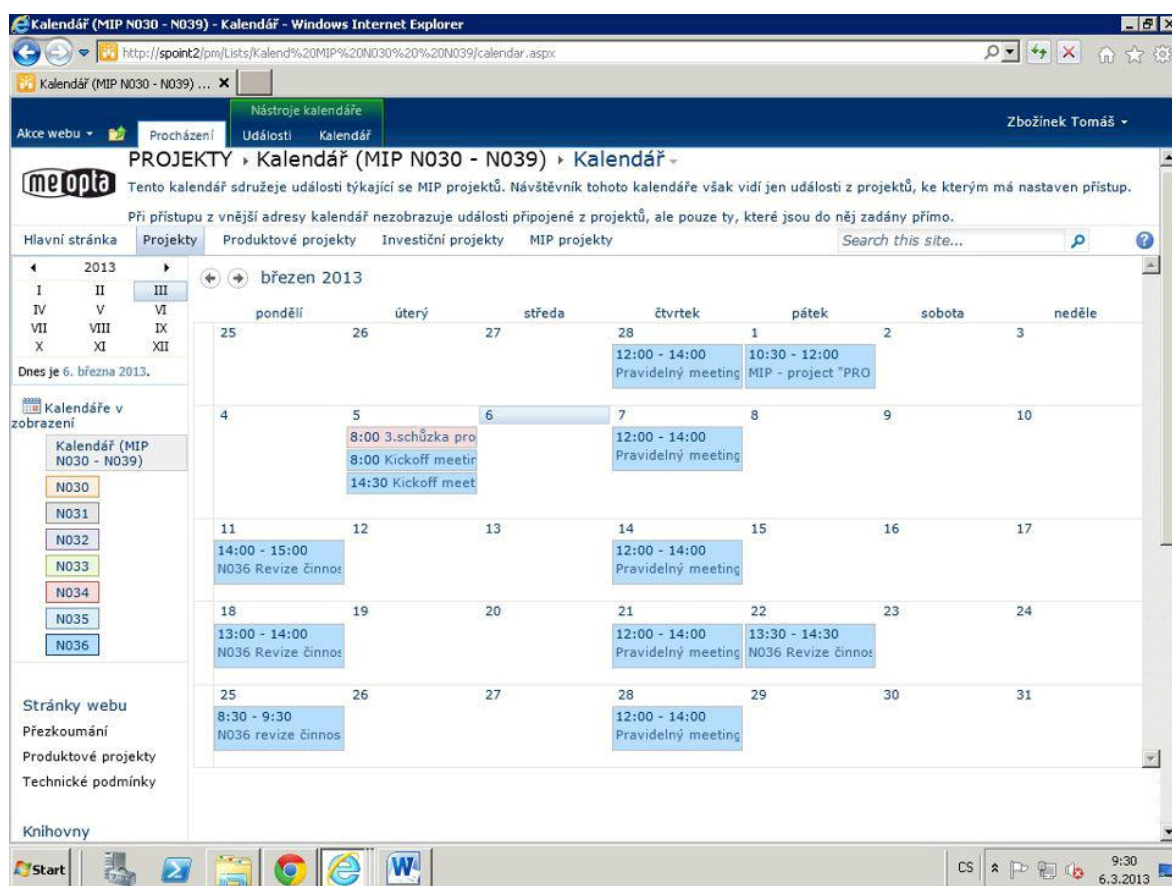 Kalendář (MIP N030 - N039) - Kalendář - Windows Internet Explorer
http://spoint2/pm/Lists/Kalend%20MIP%20N030%20%20N039/calendar.aspx
Kalendář (MIP N030 - N039) ...
Nástroje kalendáře
Akce webu Procházení Události Kalendář Zbožínek Tomáš
PROJEKTY Kalendář (MIP N030 - N039) Kalendář
meopta
Tento kalendář sdružeje události týkající se MIP projektů. Návštěvník tohoto kalendáře však vidí jen události z projektů, ke kterým má nastaven přístup.
Při přístupu z vnější adresy kalendář nezobrazuje události připojené z projektů, ale pouze ty, které jsou do něj zadány přímo.
Hlavní stránka Projekty Produktové projekty Investiční projekty MIP projekty Search this site...
2013
I II III
IV V VI
VII VIII IX
X XI XII
Dnes je 6. března 2013.
Kalendáře v
zobrazení
Kalendář (MIP
N030 - N039)
N030
N031
N032
N033
N034
N035
N036
Stránky webu
Přezkoumání
Produktové projekty
Technické podmínky
Knihovny
březen 2013
pondělí úterý středa čtvrtek pátek sobota neděle
25 26 27 28 1 2 3
12:00 - 14:00 10:30 - 12:00
Pravidelný meeting MIP - project "PRO
4 5 6 7 8 9 10
8:00 3.schůzka pro 12:00 - 14:00
8:00 Kickoff meetin Pravidelný meeting
14:30 Kickoff meet
11 12 13 14 15 16 17
14:00 - 15:00 12:00 - 14:00
N036 Revize činnos Pravidelný meeting
18 19 20 21 22 23 24
13:00 - 14:00 12:00 - 14:00 13:30 - 14:30
N036 Revize činnos Pravidelný meeting N036 Revize činnos
25 26 27 28 29 30 31
8:30 - 9:30 12:00 - 14:00
N036 revize činnos Pravidelný meeting
Start CS 9:30
6.3.2013